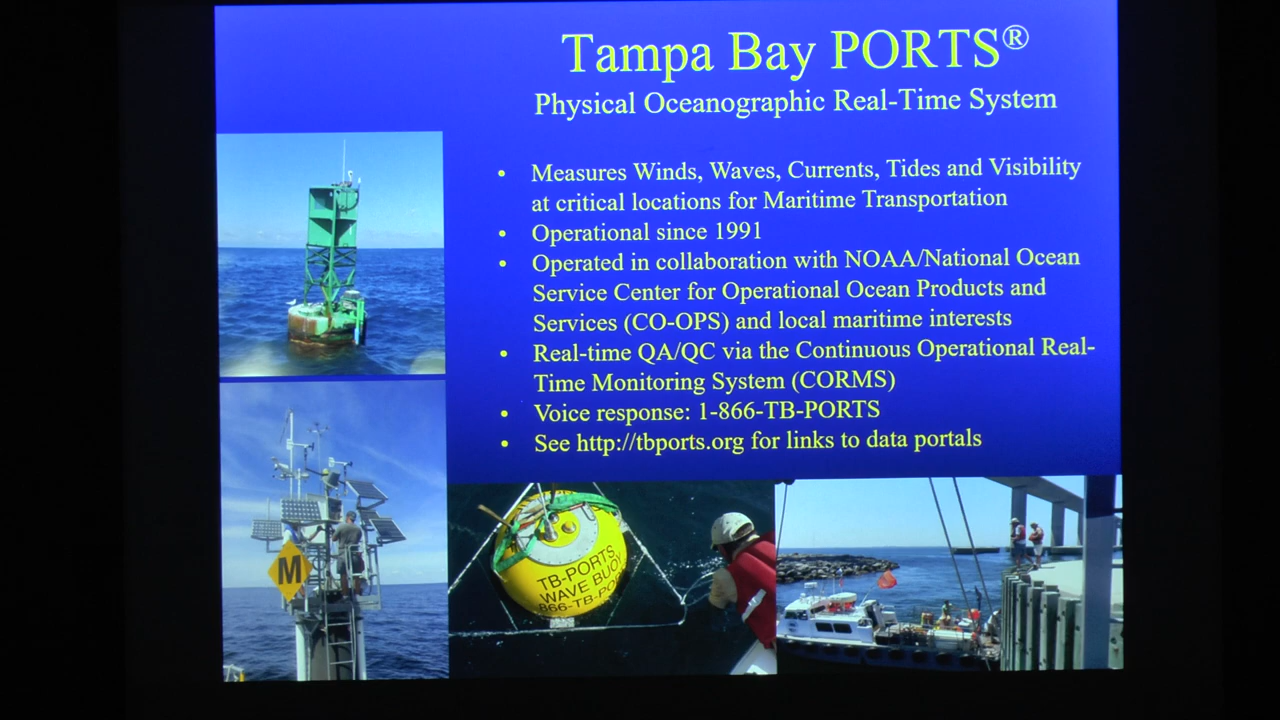 Tampa Bay PORTS®
Physical Oceanographic Real-Time System
• Measures Winds, Waves, Currents, Tides and Visibility
at critical locations for Maritime Transportation
• Operational since 1991
• Operated in collaboration with NOAA/National Ocean
Service Center for Operational Ocean Products and
Services (CO-OPS) and local maritime interests
• Real-time QA/QC via the Continuous Operational Real-
Time Monitoring System (CORMS)
• Voice response: 1-866-TB-PORTS
• See http://tbports.org for links to data portals
M
TB-PORTS
WAVE BUOY
866-TB-PO